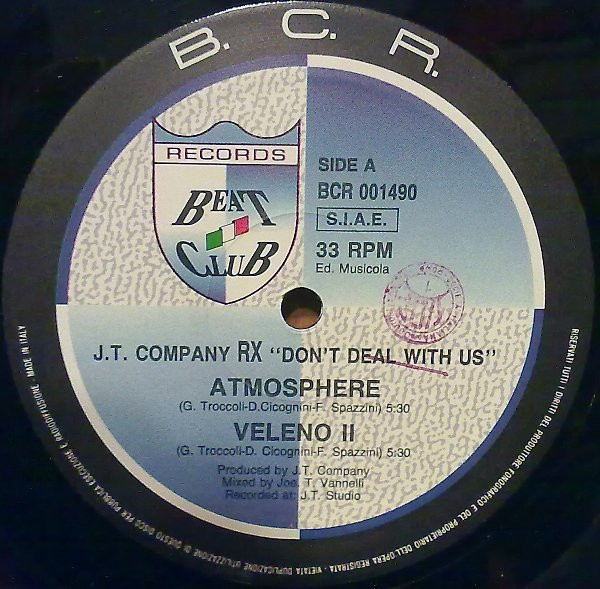 B. C. R.
RECORDS
BEAT
CLUB
SIDE A
BCR 001490
S.I.A.E.
33 RPM
Ed. Musicola
J.T. COMPANY RX "DON'T DEAL WITH US"
ATMOSPHERE
(G. Troccoli-D.Cicognini-F. Spazzini) 5:30
VELENO II
(G. Troccoli-D. Cicognini-F. Spazzini) 5:30
Produced by J.T. Company
Mixed by Joe. T. Vannelli
Recorded at: J.T. Studio
RISERVATI TUTTI I DIRITTI DEL PRODUTTORE FONOGRAFICO E DEL PROPRIETARIO DELL'OPERA REGISTRATA - VIETATA DUPLICAZIONE UTILIZZAZIONE DI QUESTO DISCO PER PUBBLICA ESECUZIONE E RADIODIFFUSIONE - MADE IN ITALY